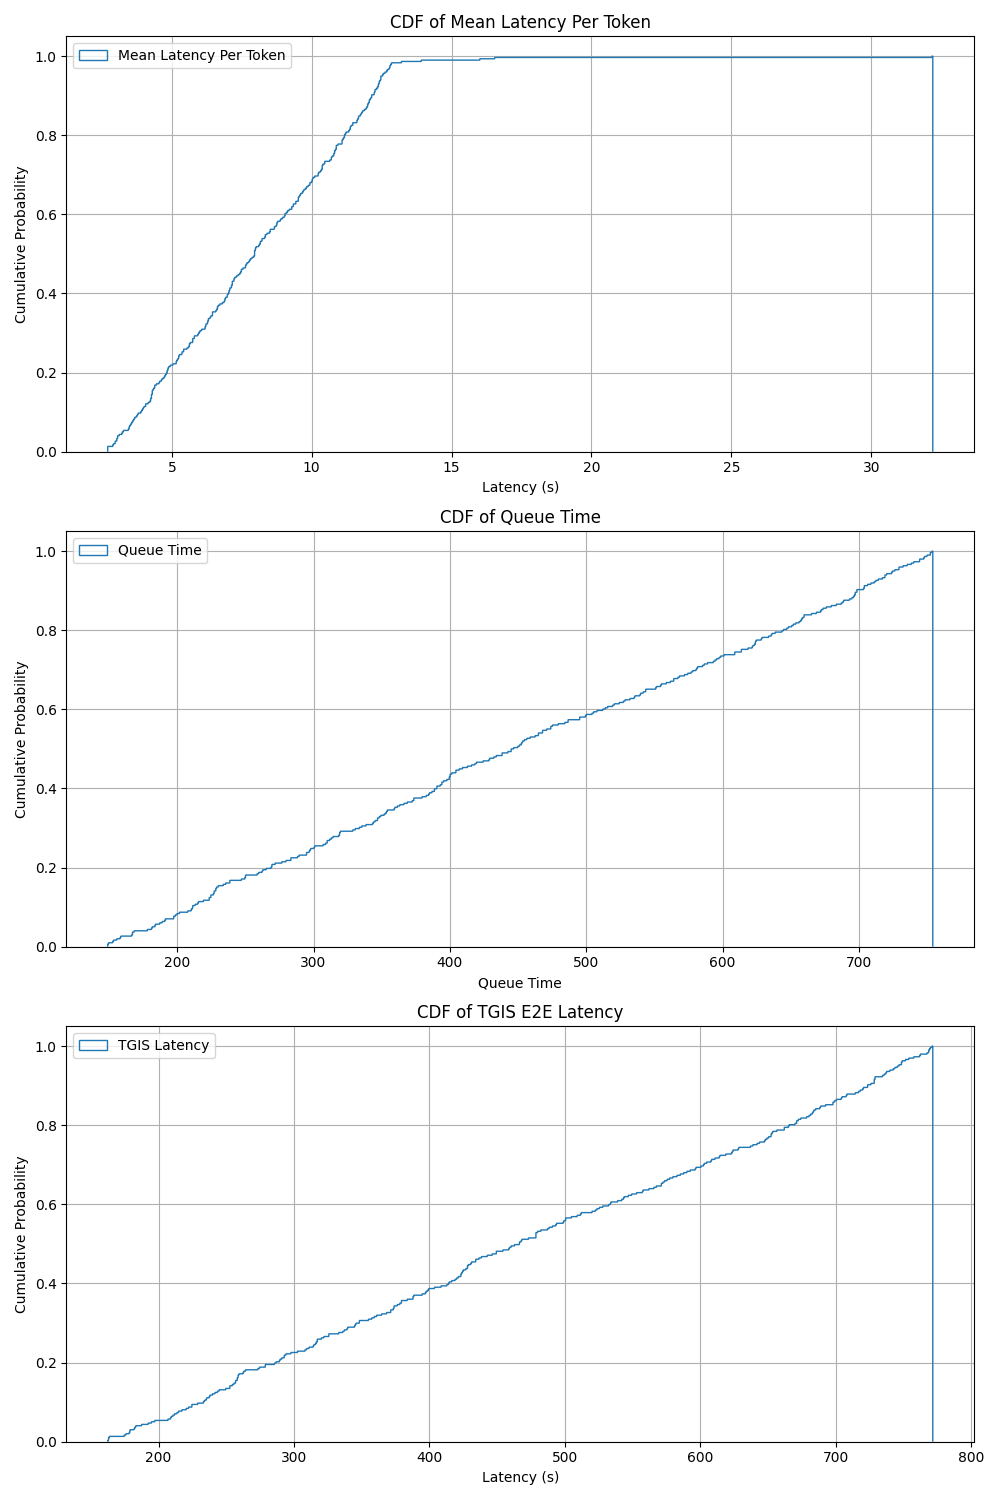 CDF of Mean Latency Per Token
Mean Latency Per Token
1.0
0.8
0.6
0.4
0.2
0.0
Cumulative Probability
5 10 15 20 25 30
Latency (s)
CDF of Queue Time
Queue Time
1.0
0.8
0.6
0.4
0.2
0.0
Cumulative Probability
200 300 400 500 600 700
Queue Time
CDF of TGIS E2E Latency
TGIS Latency
1.0
0.8
0.6
0.4
0.2
0.0
Cumulative Probability
200 300 400 500 600 700 800
Latency (s)